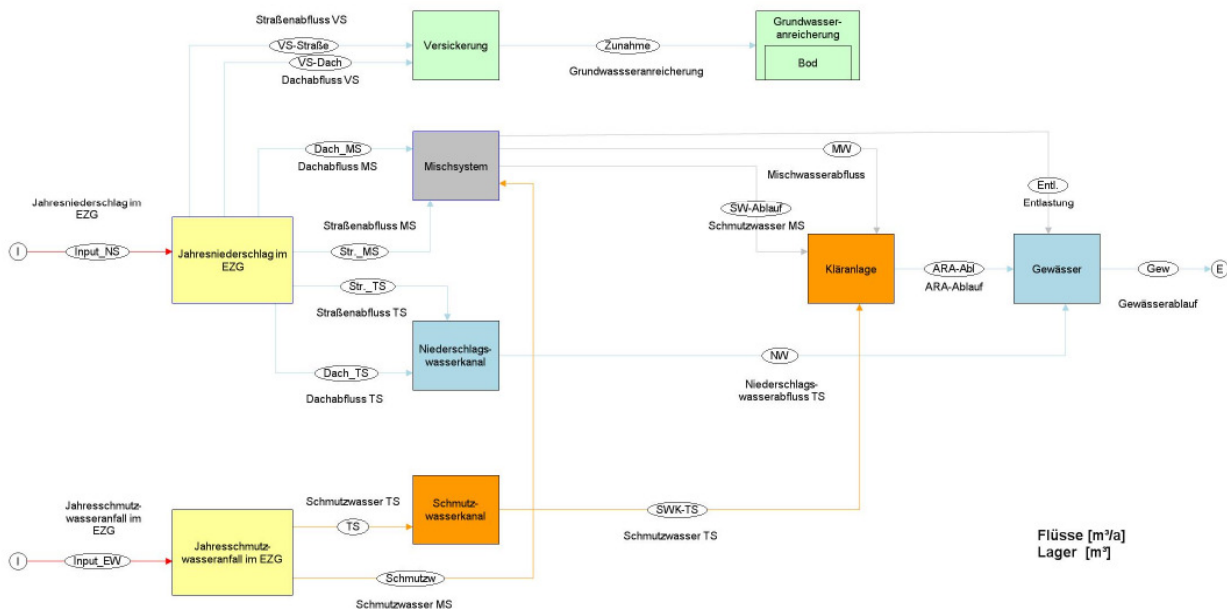 Straßenabfluss VS
VS-Straße
VS-Dach
Dachabfluss VS
Versickerung
Zunahme
Grundwassseranreicherung
Grundwasser-
anreicherung
Bod
Dach_MS
Dachabfluss MS
Mischsystem
MW
Mischwasserabfluss
SW-Ablauf
Schmutzwasser MS
Entl.
Entlastung
Jahresniederschlag im
EZG
I
Input_NS
Jahresniederschlag im
EZG
Straßenabfluss MS
Str._MS
Str._TS
Straßenabfluss TS
Kläranlage
ARA-Abl
ARA-Ablauf
Gewässer
Gew
E
Gewässerablauf
Niederschlags-
wasserkanal
Dach_TS
Dachabfluss TS
NW
Niederschlags-
wasserabfluss TS
Jahresschmutz-
wasseranfall im
EZG
I
Input_EW
Jahresschmutz-
wasseranfall im EZG
Schmutzwasser TS
TS
Schmutz-
wasserkanal
SWK-TS
Schmutzwasser TS
Schmutzw
Schmutzwasser MS
Flüsse [m³/a]
Lager [m³]